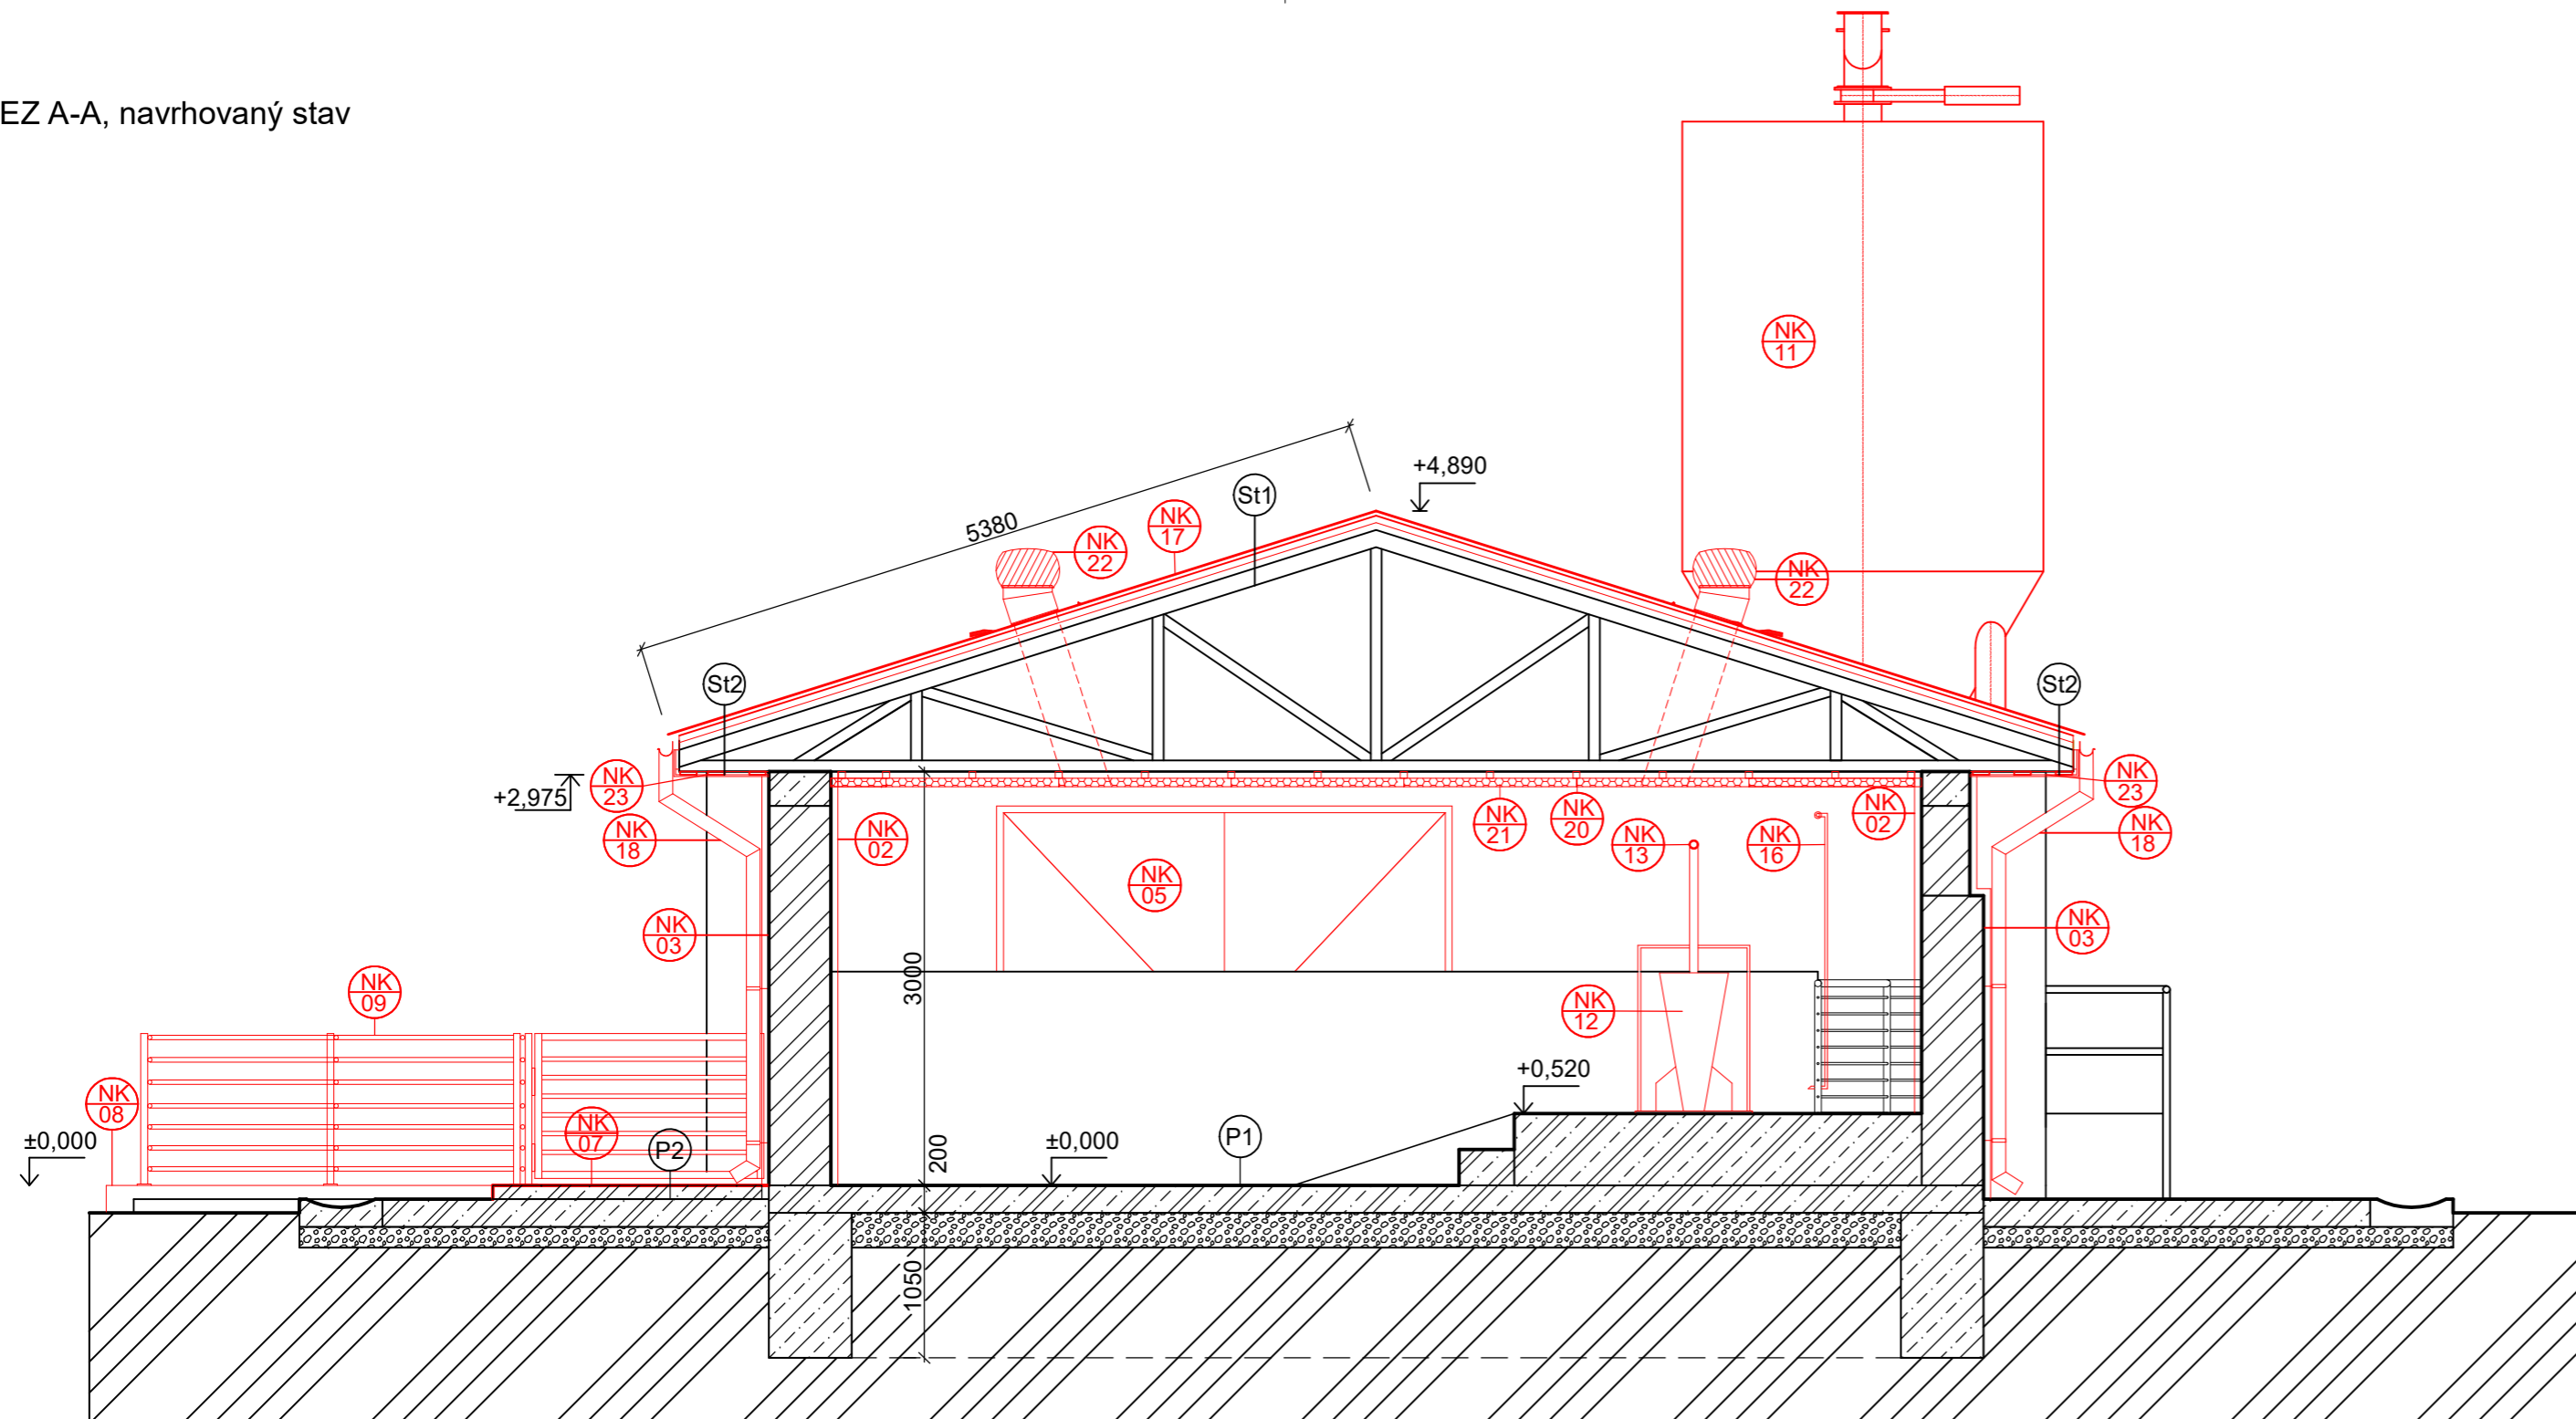 EZ A-A, navrhovaný stav
NK
11
+4,890
St1
5380
NK
17
NK
22
NK
22
St2
St2
+2,975
NK
23
NK
18
NK
02
NK
05
NK
21
NK
20
NK
13
NK
16
NK
02
NK
23
NK
18
NK
03
NK
03
3000
NK
09
NK
12
NK
08
+0,520
±0,000
NK
07
P2
±0,000
P1
200
1050